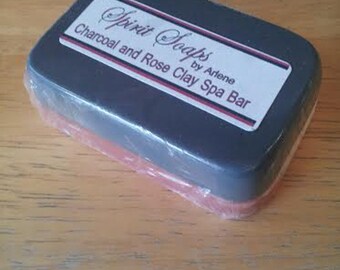 Spirit Soaps
by Arlene
Charcoal and Rose Clay Spa Bar